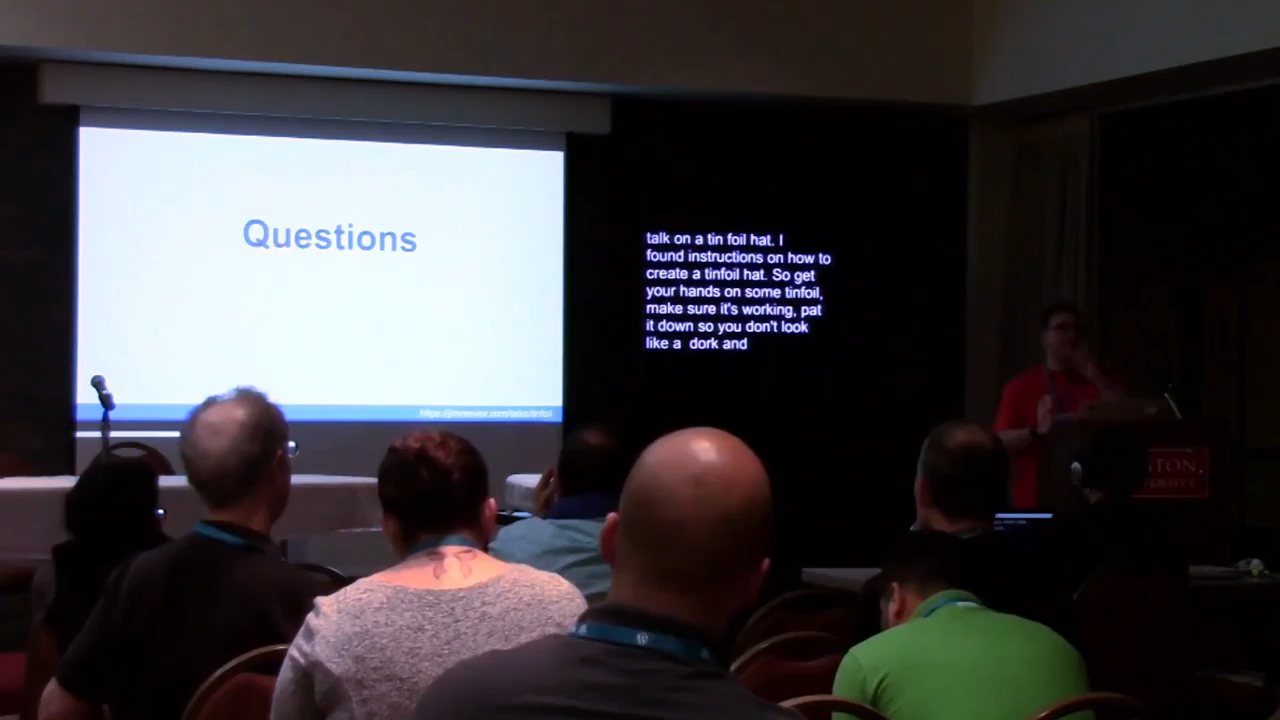 Questions
talk on a tin foil hat. I
found instructions on how to
create a tinfoil hat. So get
your hands on some tinfoil,
make sure it's working, pat
it down so you don't look
like a  dork and
STON